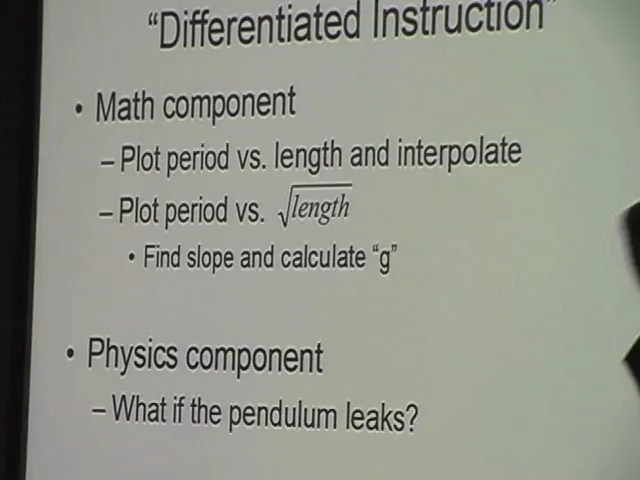 "Differentiated Instruction"
• Math component
– Plot period vs. length and interpolate
– Plot period vs. √length
• Find slope and calculate "g"
• Physics component
– What if the pendulum leaks?